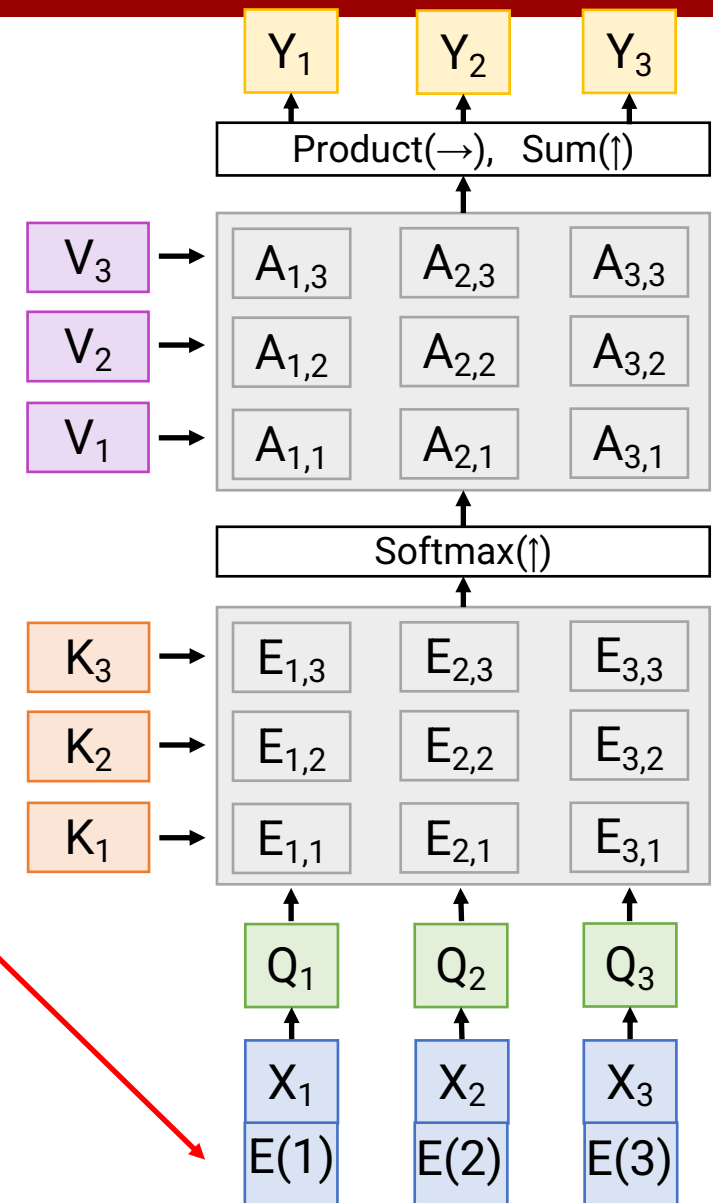 Y₁ Y₂ Y₃
Product(→), Sum(↑)
V₃ A₁,₃ A₂,₃ A₃,₃
V₂ A₁,₂ A₂,₂ A₃,₂
V₁ A₁,₁ A₂,₁ A₃,₁
Softmax(↑)
K₃ E₁,₃ E₂,₃ E₃,₃
K₂ E₁,₂ E₂,₂ E₃,₂
K₁ E₁,₁ E₂,₁ E₃,₁
Q₁ Q₂ Q₃
X₁ X₂ X₃
E(1) E(2) E(3)